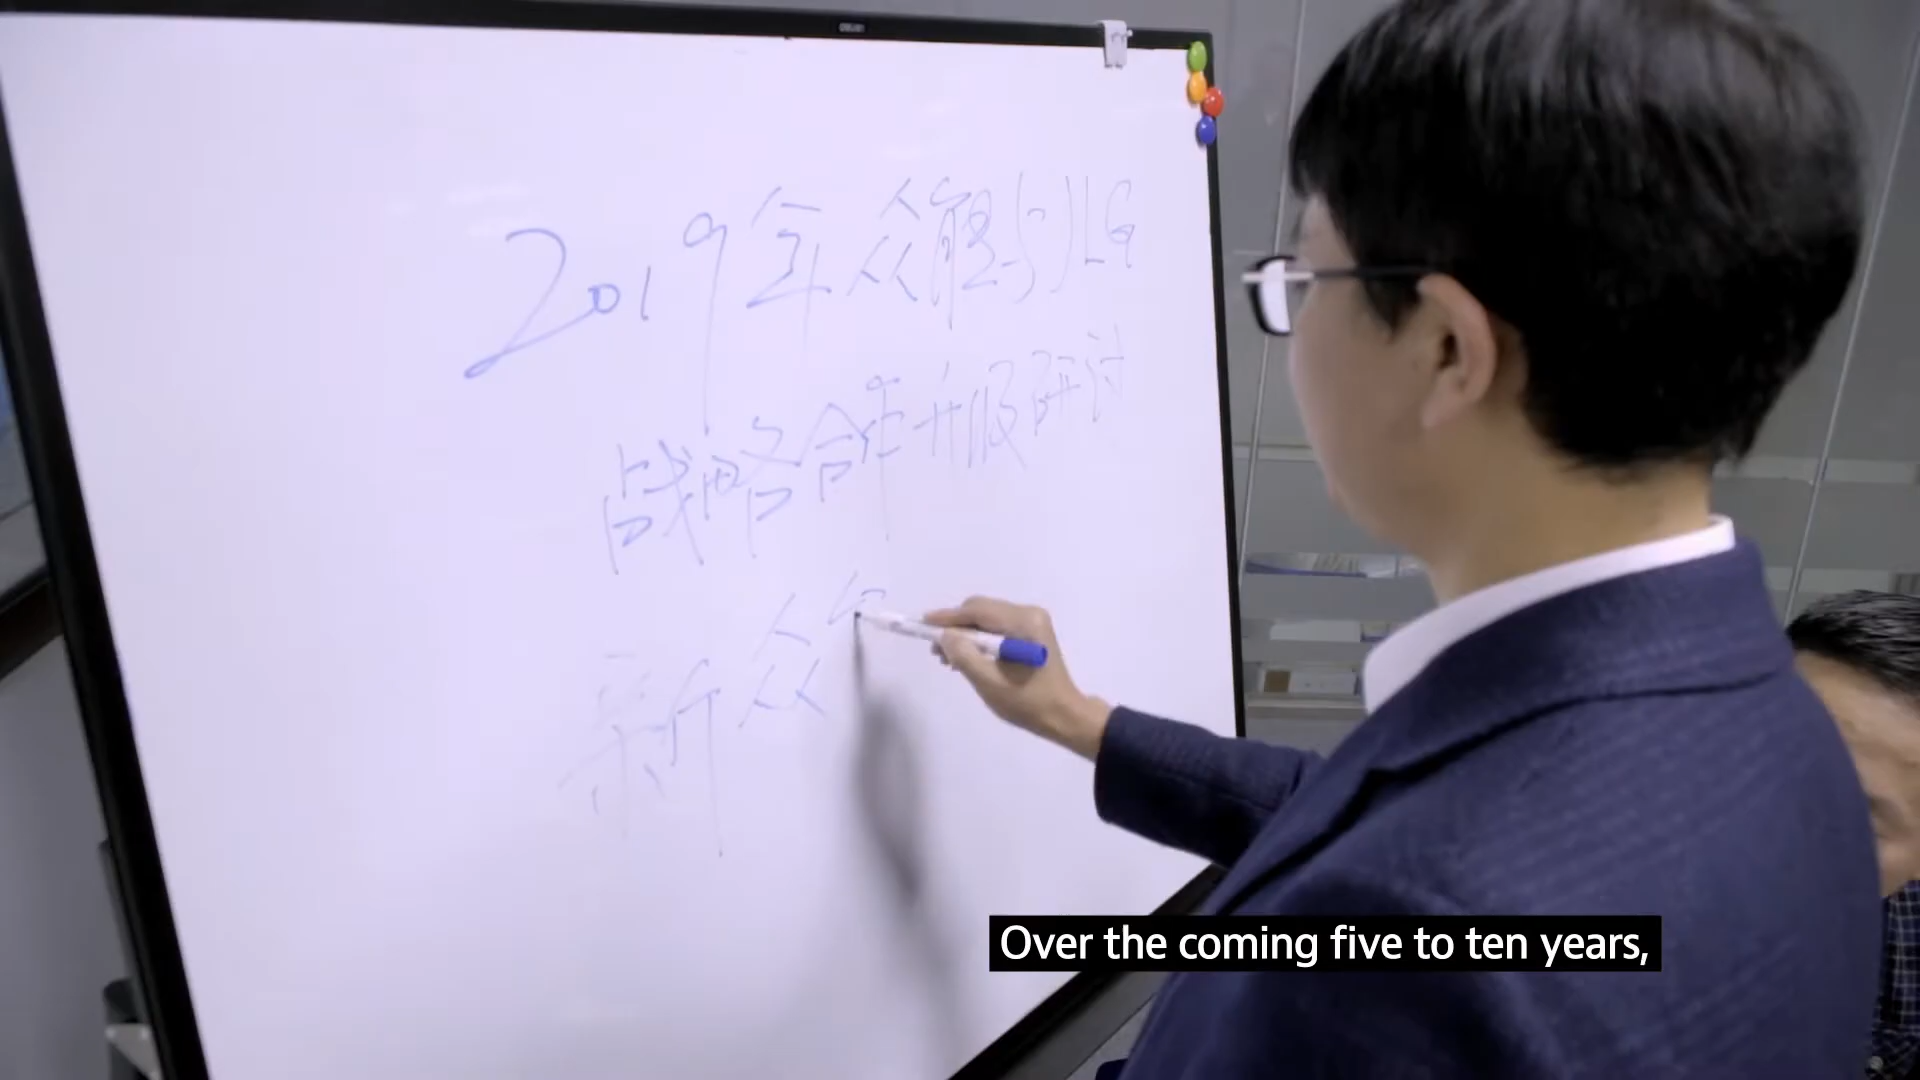 2019年众能与JLG
战略合作升级研讨
新众
Over the coming five to ten years,